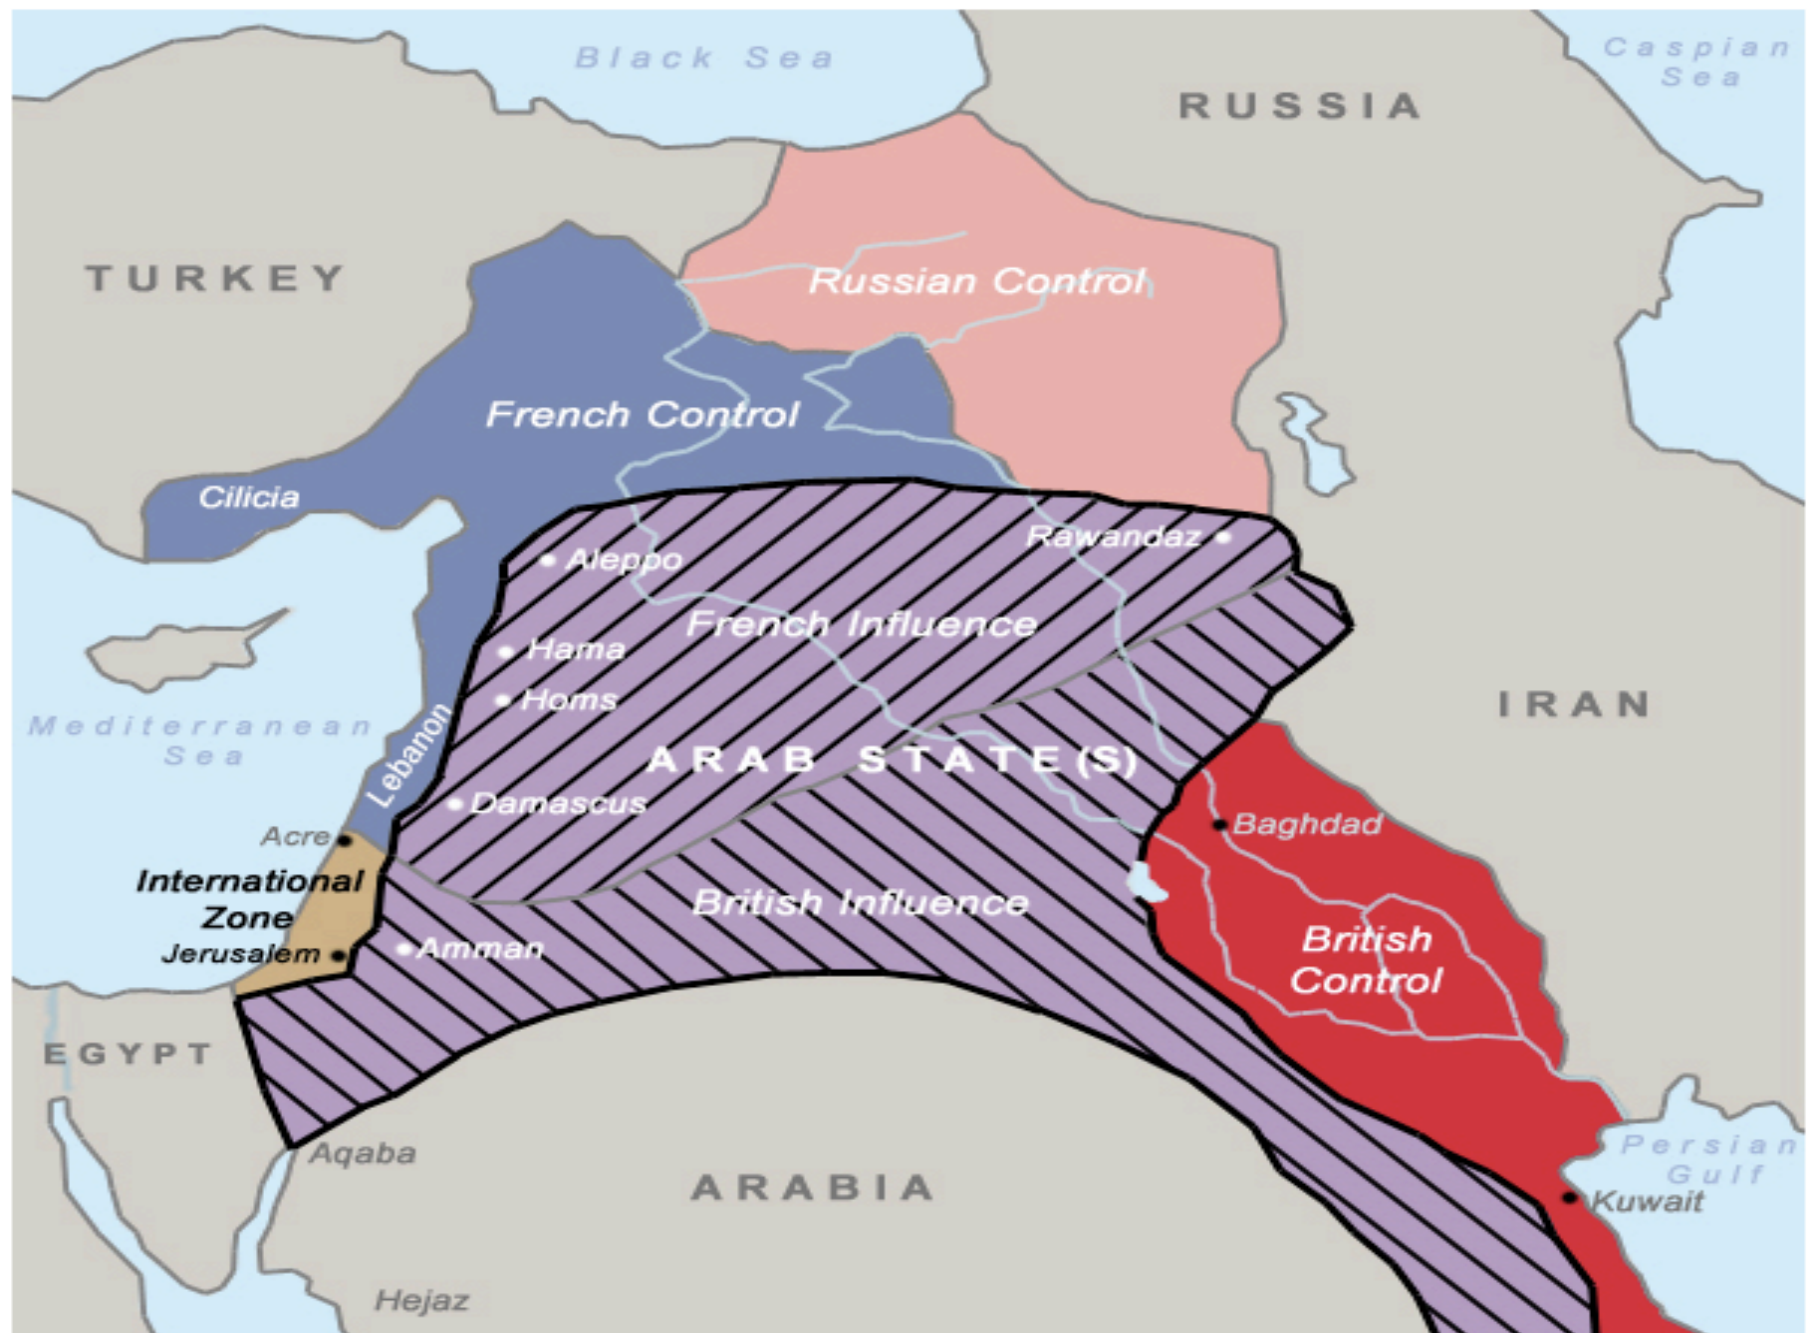 Black Sea
Caspian
Sea
RUSSIA
TURKEY
Russian Control
French Control
Cilicia
Rawandaz
Aleppo
French Influence
Hama
Homs
IRAN
Mediterranean
Sea
Lebanon
ARAB STATE(S)
Damascus
Acre
Baghdad
International
Zone
British Influence
Jerusalem
Amman
British
Control
EGYPT
Aqaba
Persian
Gulf
ARABIA
Kuwait
Hejaz